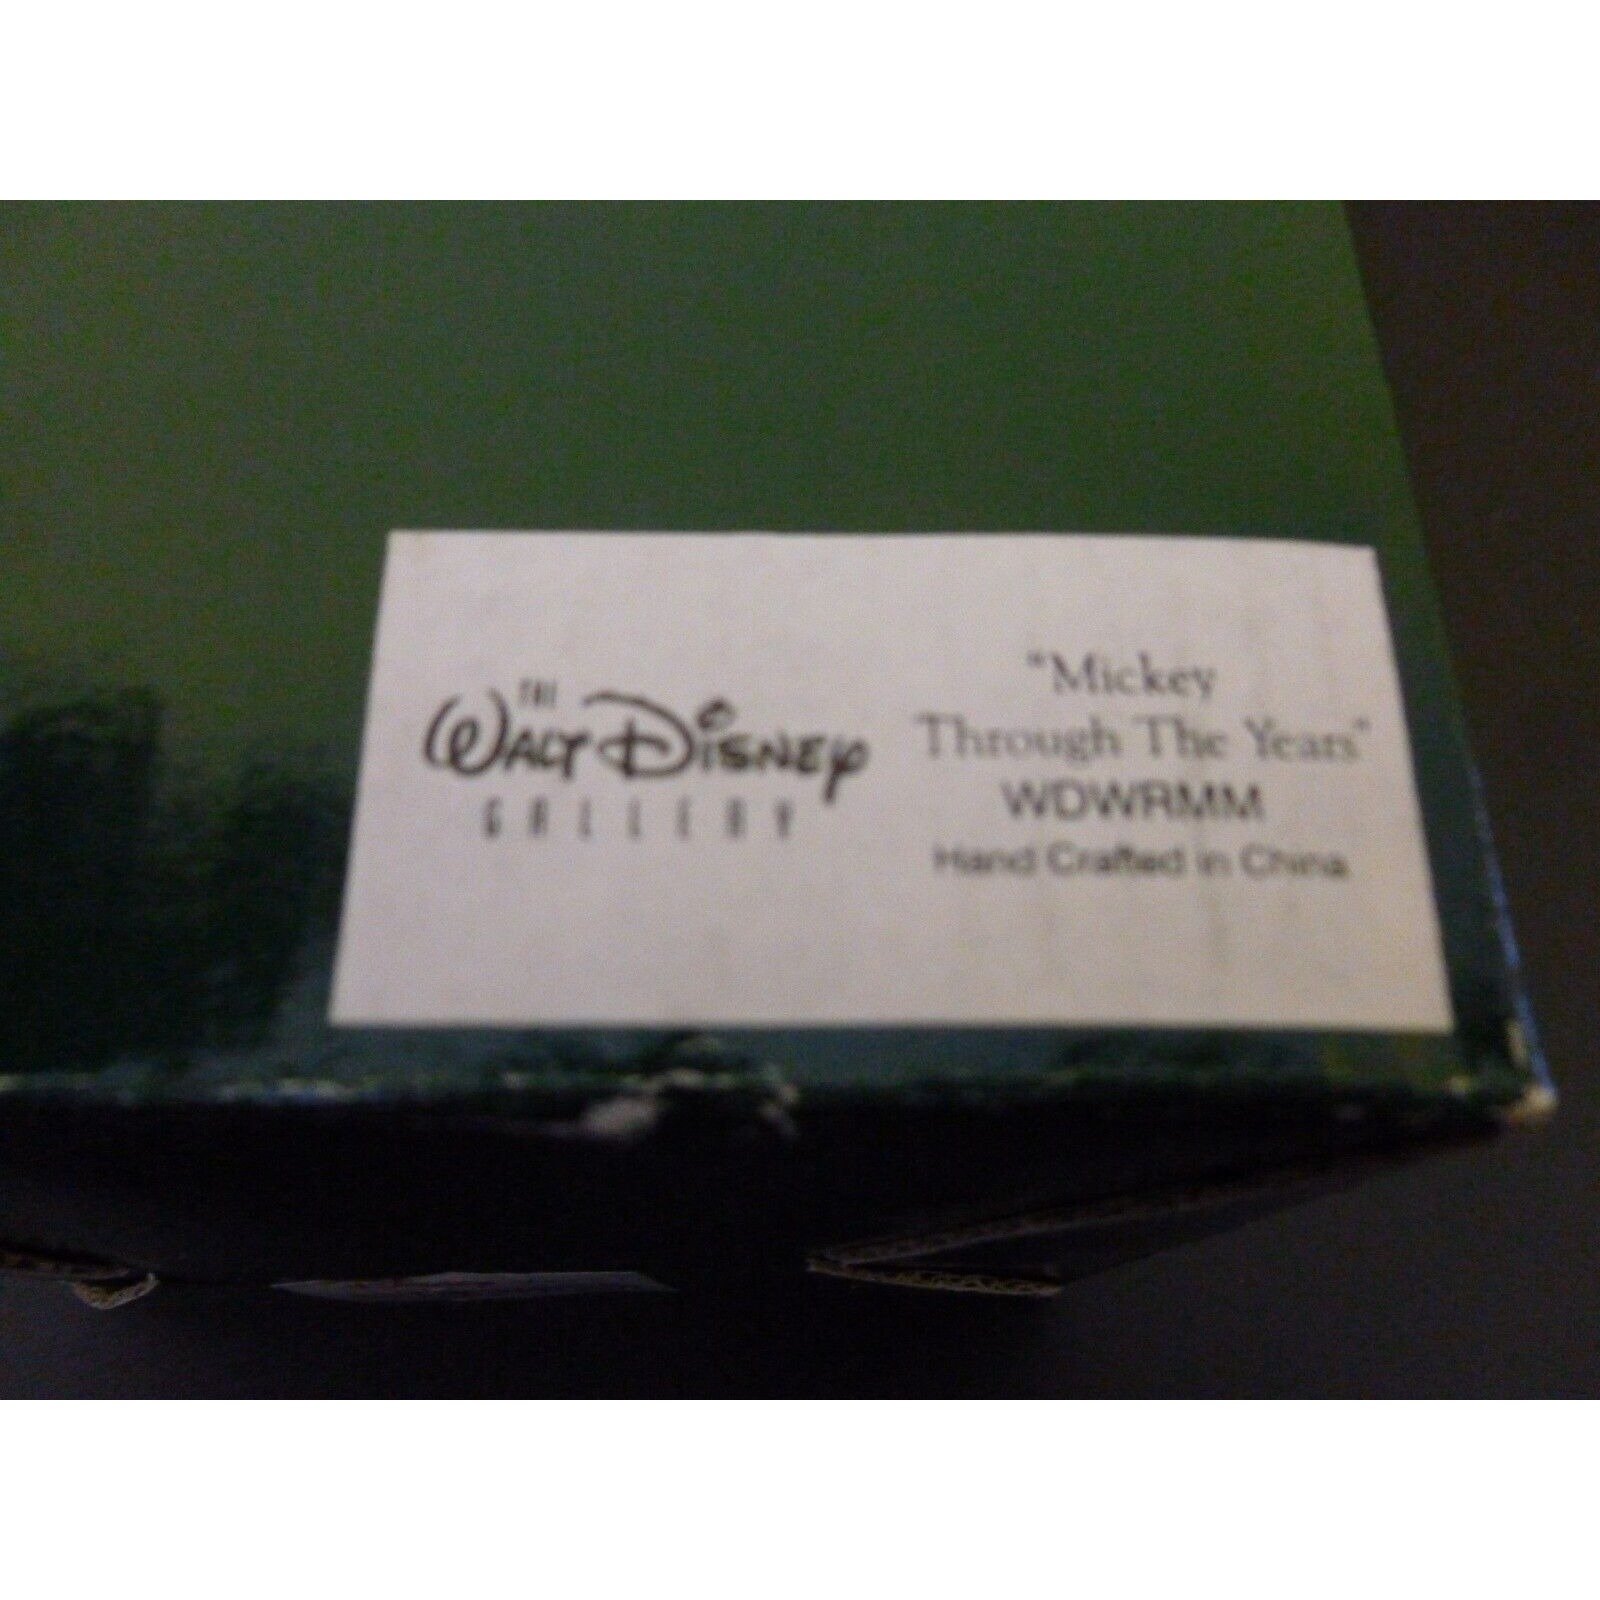 THE
WALT DISNEY
GALLERY
"Mickey
Through The Years"
WDWRMM
Hand Crafted in China